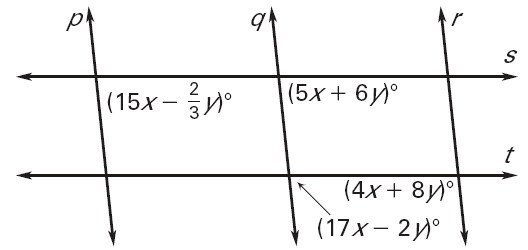 p q r
s
(15x − 2/3 y)° (5x + 6y)°
t
(4x + 8y)°
(17x − 2y)°